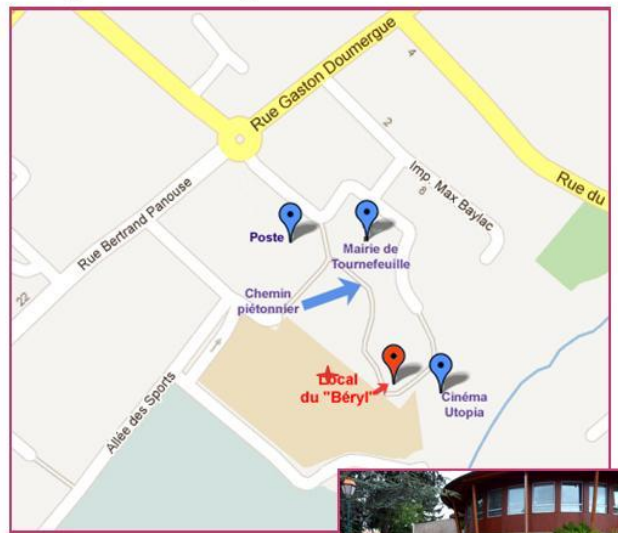 Rue Gaston Doumergue
4
2
Imp. Max Baylac
8
Rue du
Rue Bertrand Panouse
Poste
Mairie de
Tournefeuille
Chemin
piétonnier
22
Allée des Sports
Local
du "Béryl"
Cinéma
Utopia